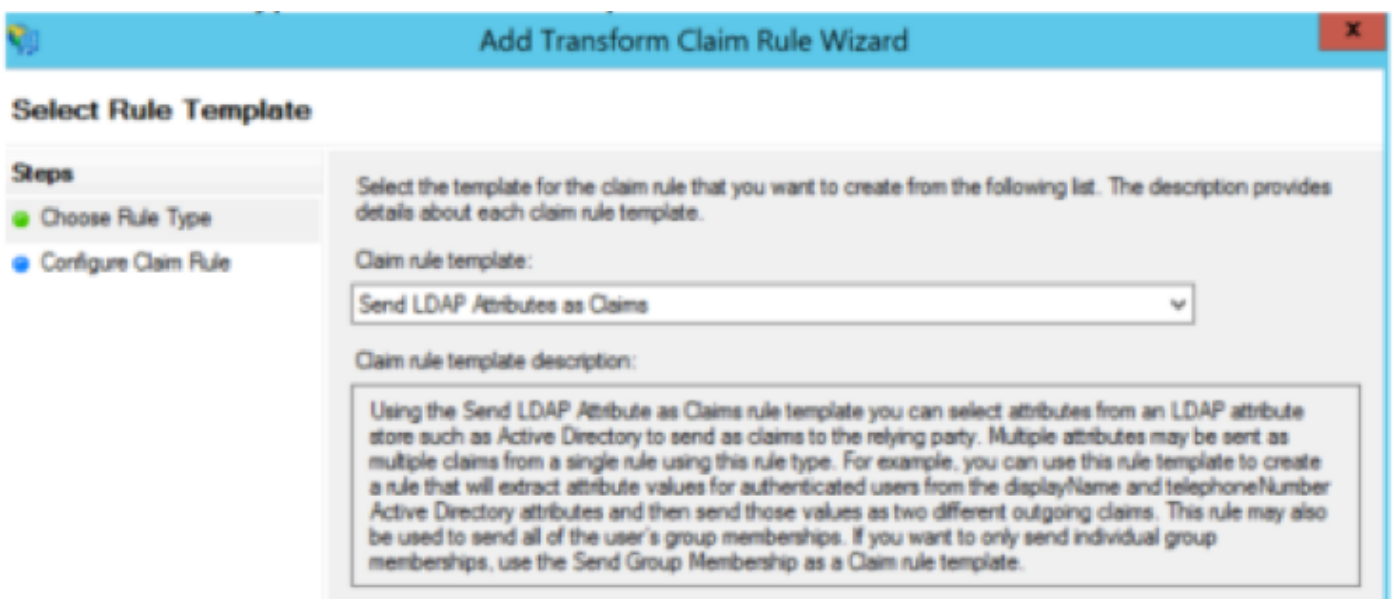 Add Transform Claim Rule Wizard
x
Select Rule Template
Steps
Choose Rule Type
Configure Claim Rule
Select the template for the claim rule that you want to create from the following list. The description provides
details about each claim rule template.
Claim rule template:
Send LDAP Attributes as Claims
Claim rule template description:
Using the Send LDAP Attribute as Claims rule template you can select attributes from an LDAP attribute
store such as Active Directory to send as claims to the relying party. Multiple attributes may be sent as
multiple claims from a single rule using this rule type. For example, you can use this rule template to create
a rule that will extract attribute values for authenticated users from the displayName and telephoneNumber
Active Directory attributes and then send those values as two different outgoing claims. This rule may also
be used to send all of the user's group memberships. If you want to only send individual group
memberships, use the Send Group Membership as a Claim rule template.